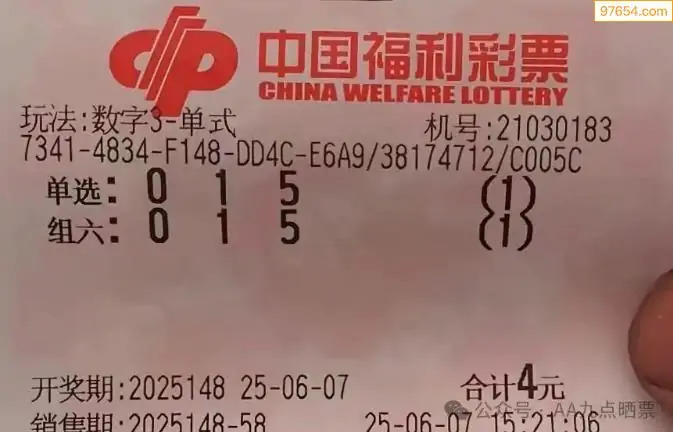 97654.com
中国福利彩票
CHINA WELFARE LOTTERY
玩法:数字3-单式 机号:21030183
7341-4834-F148-DD4C-E6A9/38174712/C005C
单选: 0 1 5 (1)
组六: 0 1 5 (1)
开奖期:2025148 25-06-07 合计4元
公众号·AA九点晒票
销售期:2025148-58 25-06-07 15:21:06